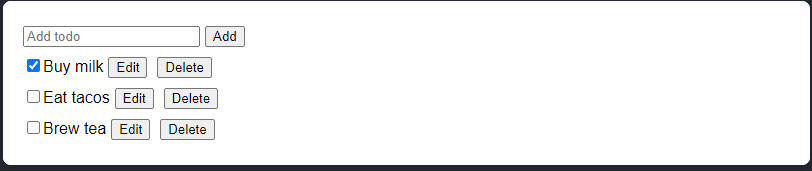 Add todo Add
Buy milk Edit Delete
Eat tacos Edit Delete
Brew tea Edit Delete